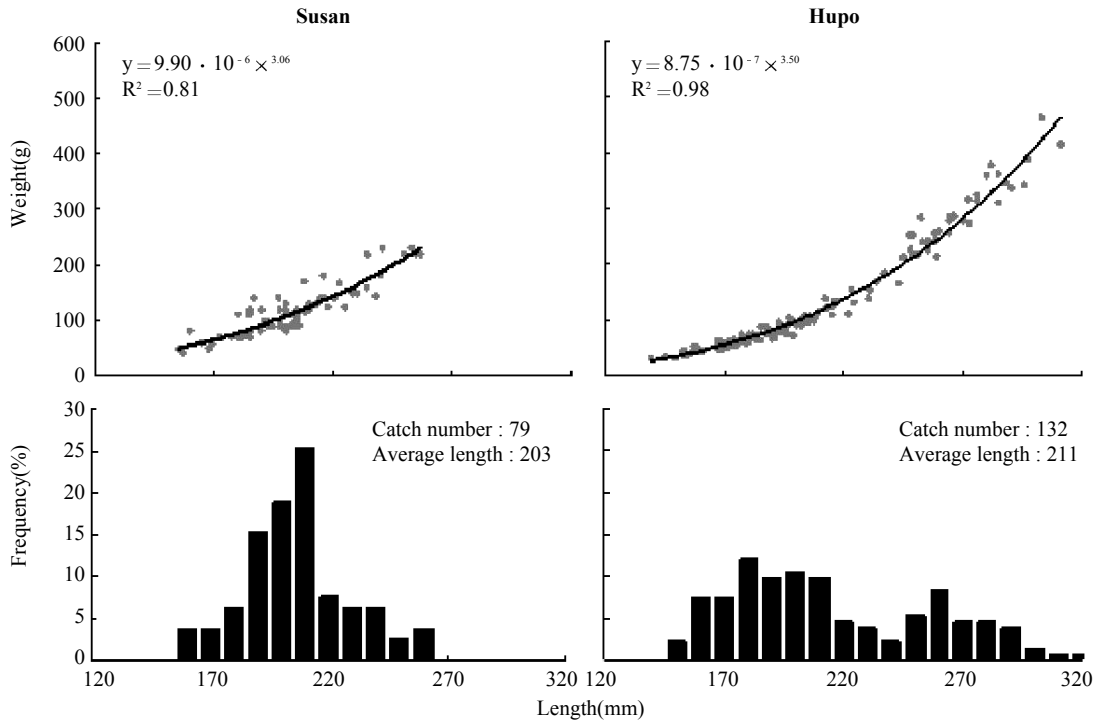 Susan
Hupo
y = 9.90 · 10⁻⁶ ×³·⁰⁶
R² = 0.81
y = 8.75 · 10⁻⁷ ×³·⁵⁰
R² = 0.98
600
500
400
300
200
100
0
Weight(g)
Catch number : 79
Average length : 203
Catch number : 132
Average length : 211
30
25
20
15
10
5
0
Frequency(%)
120 170 220 270 320
120 170 220 270 320
Length(mm)